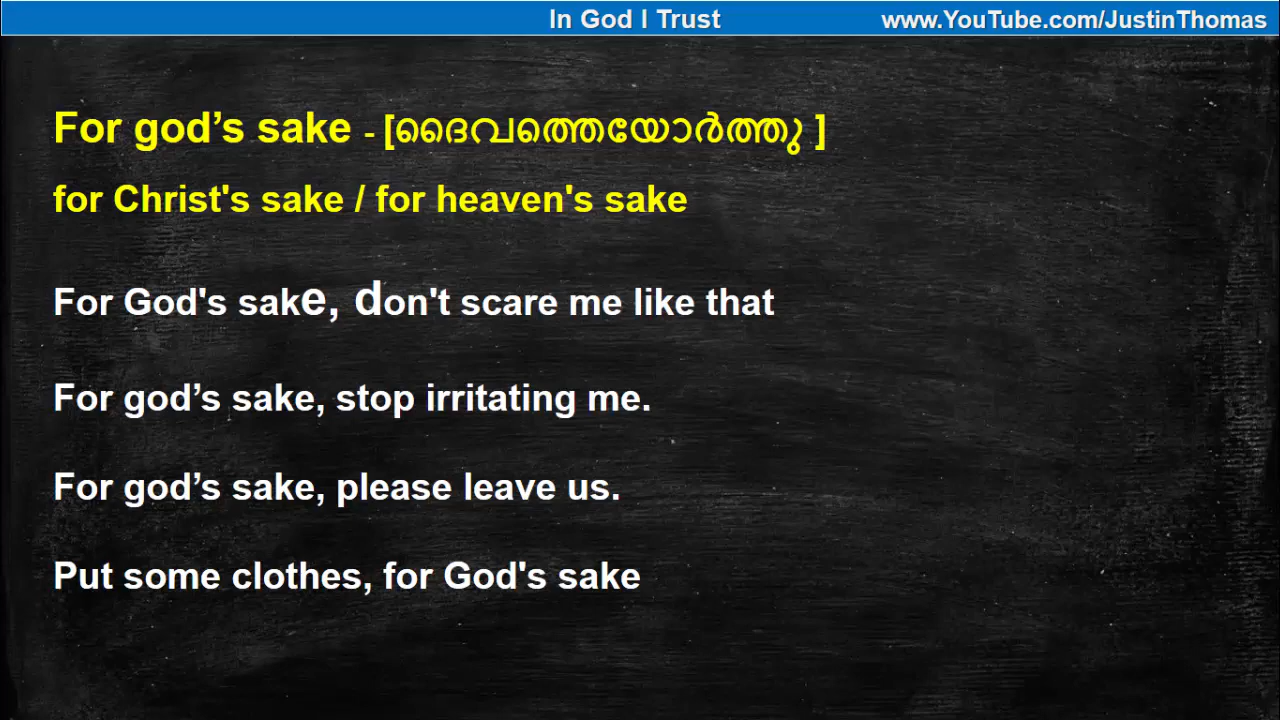 In God I Trust www.YouTube.com/JustinThomas
For god’s sake - [ദൈവത്തെയോർത്തു ]
for Christ's sake / for heaven's sake
For God's sake, don't scare me like that
For god’s sake, stop irritating me.
For god’s sake, please leave us.
Put some clothes, for God's sake